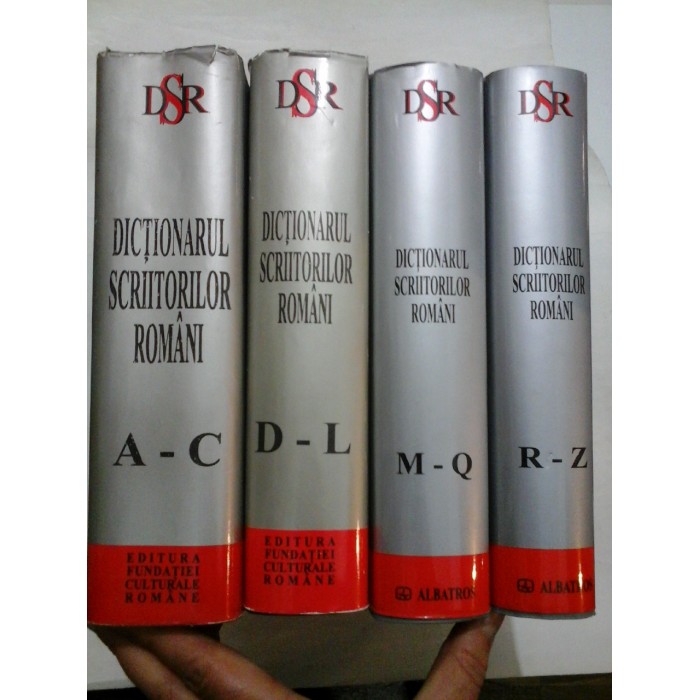 DSR
DICȚIONARUL
SCRIITORILOR
ROMÂNI
A - C
EDITURA
FUNDAȚIEI
CULTURALE
ROMÂNE
DSR
DICȚIONARUL
SCRIITORILOR
ROMÂNI
D - L
EDITURA
FUNDAȚIEI
CULTURALE
ROMÂNE
DSR
DICȚIONARUL
SCRIITORILOR
ROMÂNI
M - Q
ALBATROS
DSR
DICȚIONARUL
SCRIITORILOR
ROMÂNI
R - Z
ALBATROS